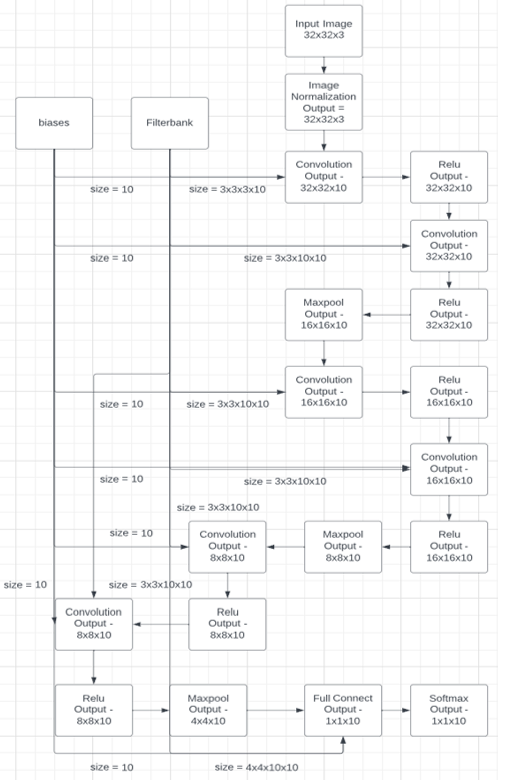 Input Image
32x32x3
Image
Normalization
Output =
32x32x3
biases
Filterbank
Convolution
Output -
32x32x10
Relu
Output -
32x32x10
size = 10
size = 3x3x3x10
Convolution
Output -
32x32x10
size = 10
size = 3x3x10x10
Maxpool
Output -
16x16x10
Relu
Output -
32x32x10
Convolution
Output -
16x16x10
Relu
Output -
16x16x10
size = 10
size = 3x3x10x10
Convolution
Output -
16x16x10
size = 10
size = 3x3x10x10
size = 3x3x10x10
size = 10
Convolution
Output -
8x8x10
Maxpool
Output -
8x8x10
Relu
Output -
16x16x10
size = 10
size = 3x3x10x10
Convolution
Output -
8x8x10
Relu
Output -
8x8x10
Relu
Output -
8x8x10
Maxpool
Output -
4x4x10
Full Connect
Output -
1x1x10
Softmax
Output -
1x1x10
size = 10
size = 4x4x10x10